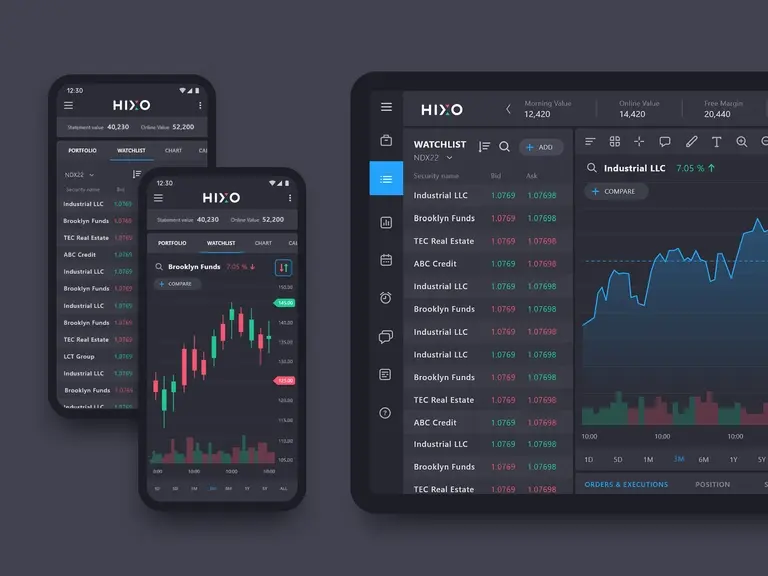 12:30
HIXO
Statement value 40,230 Online Value 52,200
PORTFOLIO WATCHLIST CHART
NDX22
Security name Bid
Industrial LLC 1.0769
Brooklyn Funds 1.0769
TEC Real Estate 1.0769
ABC Credit 1.0769
Industrial LLC 1.0769
Brooklyn Funds 1.0769
Industrial LLC 1.0769
Brooklyn Funds 1.0769
TEC Real Estate 1.0769
LCT Group 1.0769
Industrial LLC 1.0769
Brooklyn Funds 1.0769
Industrial LLC 1.0769
12:30
HIXO
Statement value 40,230 Online Value 52,200
PORTFOLIO WATCHLIST CHART CA
Brooklyn Funds 7.05 %
+ COMPARE
150.00
145.00
140.00
135.00
130.00
125.00
120.00
115.00
110.00
105.00
10:00 10:00
1D 5D 1M 3M 6M 1Y 5Y ALL
HIXO
Morning Value
12,420
Online Value
14,420
Free Margin
20,440
WATCHLIST
NDX22
+ ADD
Security name Bid Ask
Industrial LLC 1.0769 1.07698
Brooklyn Funds 1.0769 1.07698
TEC Real Estate 1.0769 1.07698
ABC Credit 1.0769 1.07698
Industrial LLC 1.0769 1.07698
Brooklyn Funds 1.0769 1.07698
Industrial LLC 1.0769 1.07698
Industrial LLC 1.0769 1.07698
Brooklyn Funds 1.0769 1.07698
TEC Real Estate 1.0769 1.07698
ABC Credit 1.0769 1.07698
Industrial LLC 1.0769 1.07698
Brooklyn Funds 1.0769 1.07698
TEC Real Estate 1.0769 1.07698
Industrial LLC 7.05 %
+ COMPARE
10:00 10:00 10:00
1D 5D 1M 3M 6M 1Y 5Y
ORDERS & EXECUTIONS POSITION S